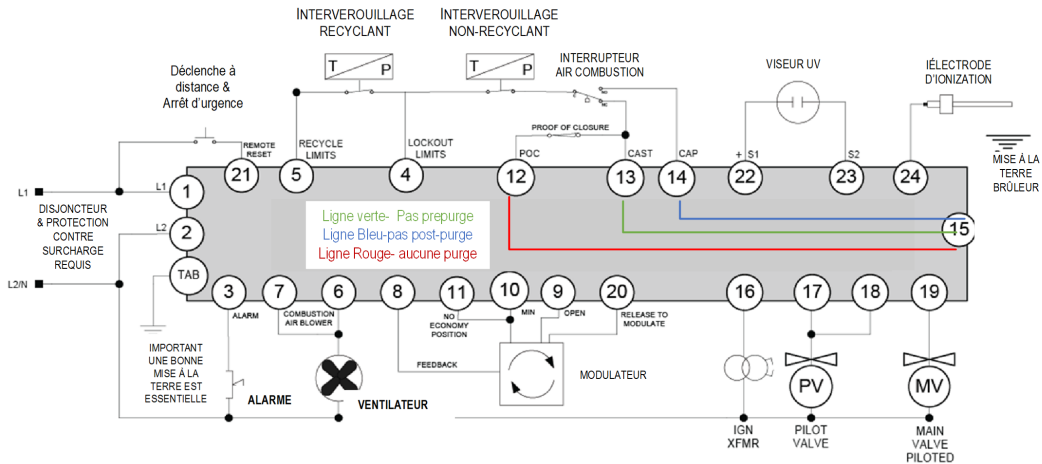 INTERVEROUILLAGE
RECYCLANT
INTERVEROUILLAGE
NON-RECYCLANT
INTERRUPTEUR
AIR COMBUSTION
VISEUR UV
IÉLECTRODE
D'IONIZATION
Déclenche à
distance &
Arrêt d'urgence
T
P
T
P
NO
NC
PROOF OF CLOSURE
REMOTE
RESET
RECYCLE
LIMITS
LOCKOUT
LIMITS
POC
CAST
CAP
+ S1
S2
MISE Á LA
TERRE
BRÛLEUR
21
5
4
12
13
14
22
23
24
L1
L1
1
DISJONCTEUR
& PROTECTION
CONTRE
SURCHARGE
REQUIS
L2
2
Ligne verte- Pas prepurge
Ligne Bleu-pas post-purge
Ligne Rouge- aucune purge
15
TAB
L2/N
3
7
6
8
11
10
9
20
16
17
18
19
ALARM
COMBUSTION
AIR BLOWER
NO
ECONOMY
POSITION
MIN
OPEN
RELEASE TO
MODULATE
IMPORTANT
UNE BONNE
MISE Á LA
TERRE EST
ESSENTIELLE
FEEDBACK
MODULATEUR
PV
MV
ALARME
VENTILATEUR
IGN
XFMR
PILOT
VALVE
MAIN
VALVE
PILOTED